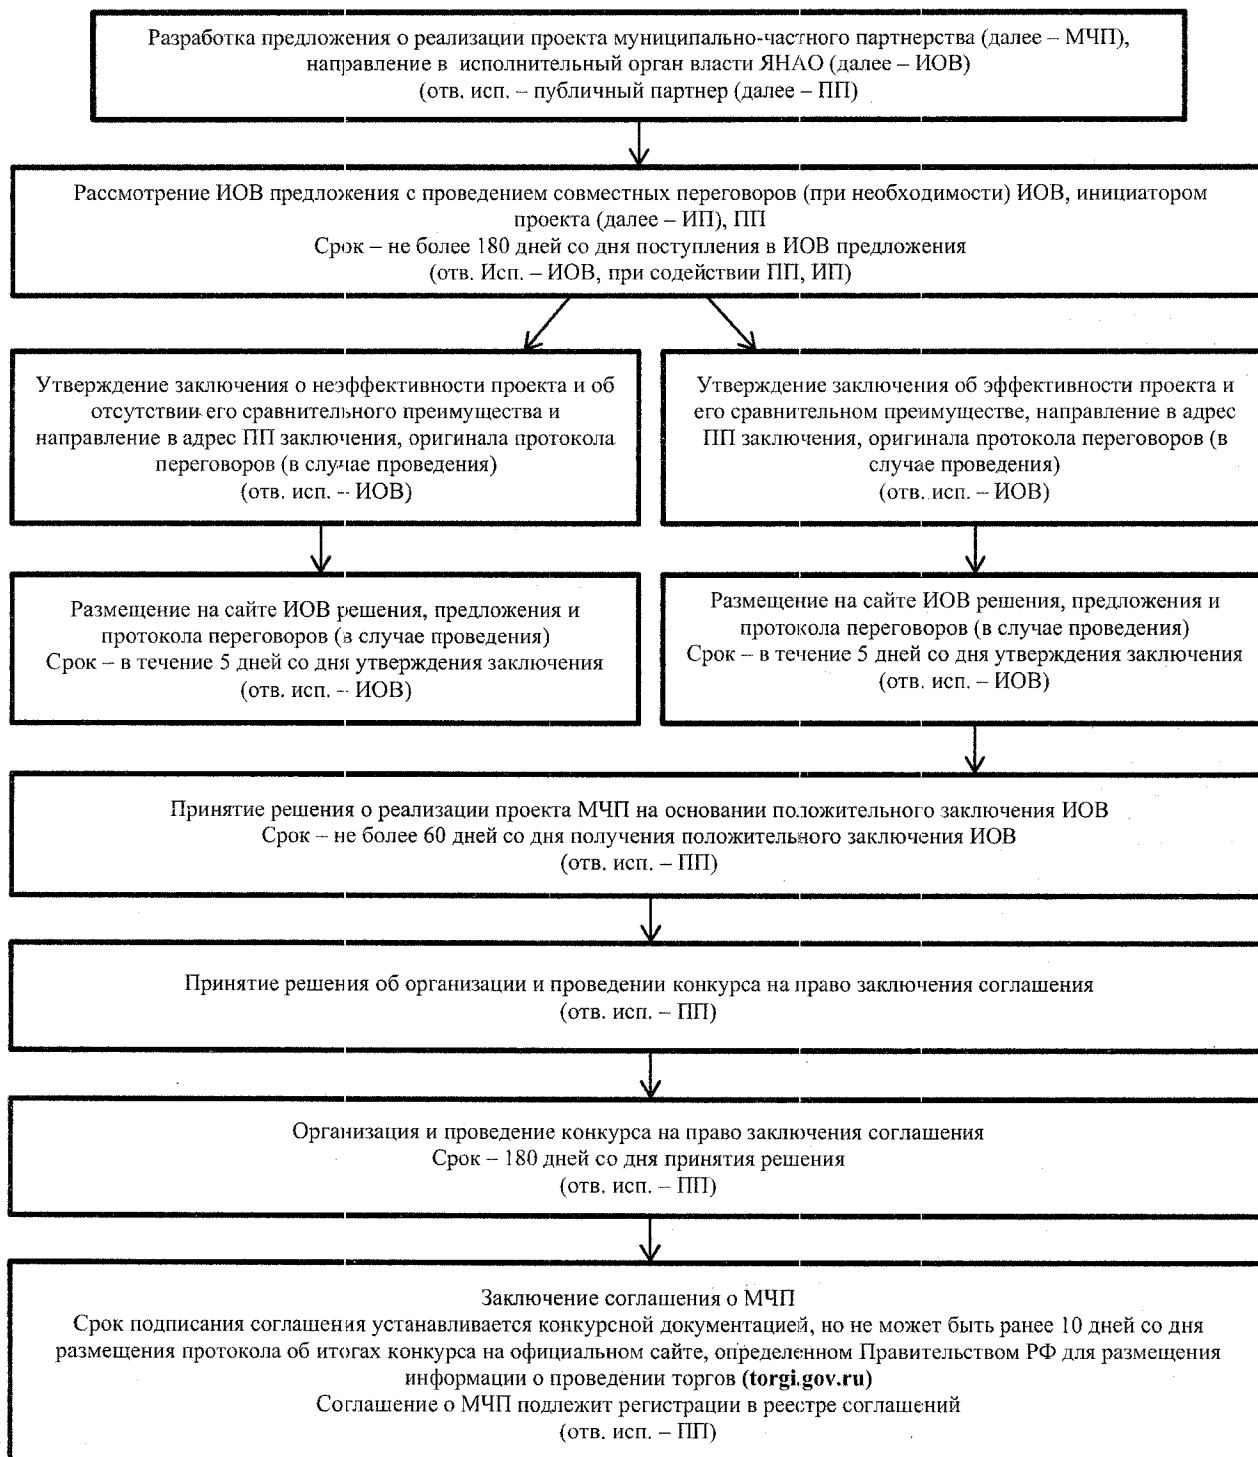 Разработка предложения о реализации проекта муниципально-частного партнерства (далее – МЧП),
направление в исполнительный орган власти ЯНАО (далее – ИОВ)
(отв. исп. – публичный партнер (далее – ПП)
Рассмотрение ИОВ предложения с проведением совместных переговоров (при необходимости) ИОВ, инициатором
проекта (далее – ИП), ПП
Срок – не более 180 дней со дня поступления в ИОВ предложения
(отв. Исп. – ИОВ, при содействии ПП, ИП)
Утверждение заключения о неэффективности проекта и об
отсутствии его сравнительного преимущества и
направление в адрес ПП заключения, оригинала протокола
переговоров (в случае проведения)
(отв. исп. – ИОВ)
Утверждение заключения об эффективности проекта и
его сравнительном преимуществе, направление в адрес
ПП заключения, оригинала протокола переговоров (в
случае проведения)
(отв. исп. – ИОВ)
Размещение на сайте ИОВ решения, предложения и
протокола переговоров (в случае проведения)
Срок – в течение 5 дней со дня утверждения заключения
(отв. исп. – ИОВ)
Размещение на сайте ИОВ решения, предложения и
протокола переговоров (в случае проведения)
Срок – в течение 5 дней со дня утверждения заключения
(отв. исп. – ИОВ)
Принятие решения о реализации проекта МЧП на основании положительного заключения ИОВ
Срок – не более 60 дней со дня получения положительного заключения ИОВ
(отв. исп. – ПП)
Принятие решения об организации и проведении конкурса на право заключения соглашения
(отв. исп. – ПП)
Организация и проведение конкурса на право заключения соглашения
Срок – 180 дней со дня принятия решения
(отв. исп. – ПП)
Заключение соглашения о МЧП
Срок подписания соглашения устанавливается конкурсной документацией, но не может быть ранее 10 дней со дня
размещения протокола об итогах конкурса на официальном сайте, определенном Правительством РФ для размещения
информации о проведении торгов (torgi.gov.ru)
Соглашение о МЧП подлежит регистрации в реестре соглашений
(отв. исп. – ПП)